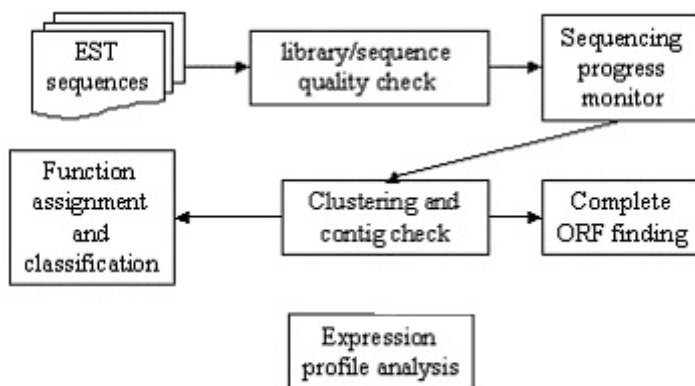 EST
sequences
library/sequence
quality check
Sequencing
progress
monitor
Function
assignment
and
classification
Clustering and
contig check
Complete
ORF finding
Expression
profile analysis